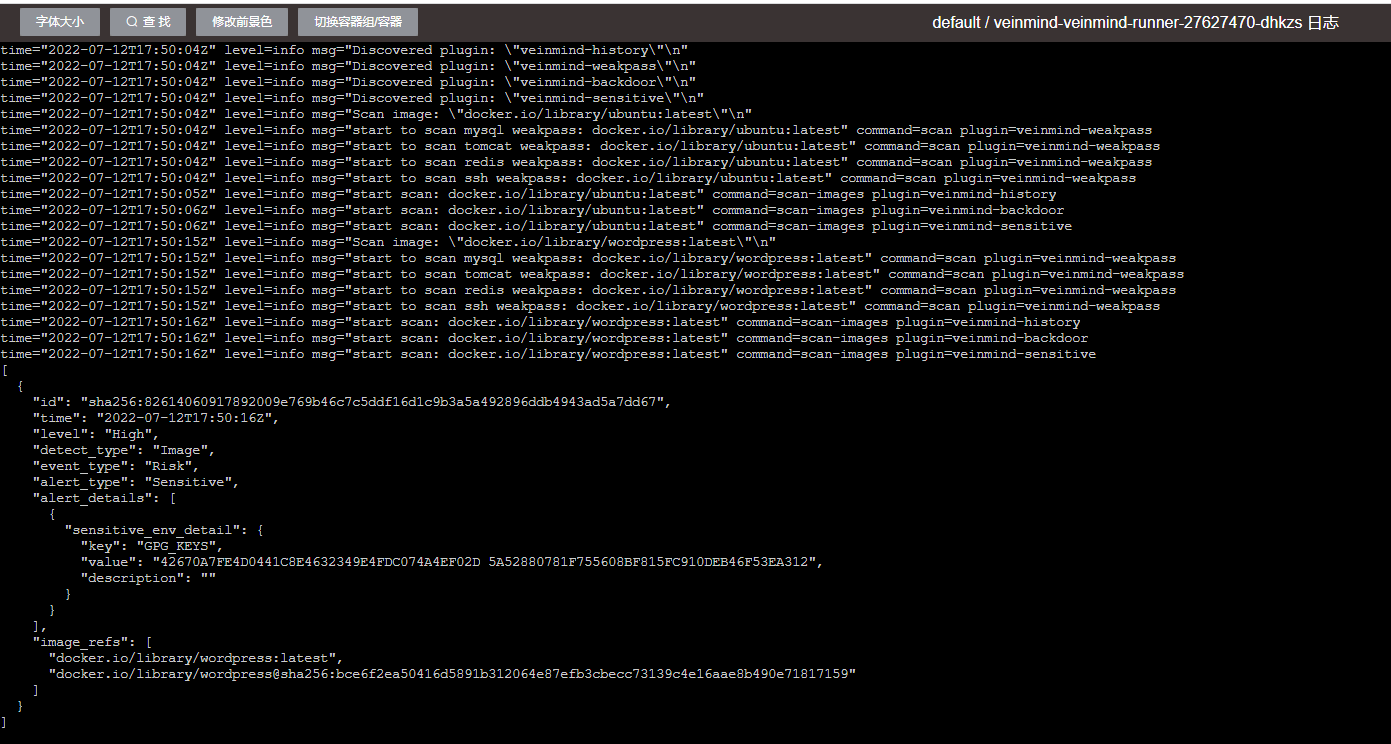 字体大小 查 找 修改前景色 切换容器组/容器 default / veinmind-veinmind-runner-27627470-dhkzs 日志
time="2022-07-12T17:50:04Z" level=info msg="Discovered plugin: \"veinmind-history\"\n"
time="2022-07-12T17:50:04Z" level=info msg="Discovered plugin: \"veinmind-weakpass\"\n"
time="2022-07-12T17:50:04Z" level=info msg="Discovered plugin: \"veinmind-backdoor\"\n"
time="2022-07-12T17:50:04Z" level=info msg="Discovered plugin: \"veinmind-sensitive\"\n"
time="2022-07-12T17:50:04Z" level=info msg="Scan image: \"docker.io/library/ubuntu:latest\"\n"
time="2022-07-12T17:50:04Z" level=info msg="start to scan mysql weakpass: docker.io/library/ubuntu:latest" command=scan plugin=veinmind-weakpass
time="2022-07-12T17:50:04Z" level=info msg="start to scan tomcat weakpass: docker.io/library/ubuntu:latest" command=scan plugin=veinmind-weakpass
time="2022-07-12T17:50:04Z" level=info msg="start to scan redis weakpass: docker.io/library/ubuntu:latest" command=scan plugin=veinmind-weakpass
time="2022-07-12T17:50:04Z" level=info msg="start to scan ssh weakpass: docker.io/library/ubuntu:latest" command=scan plugin=veinmind-weakpass
time="2022-07-12T17:50:05Z" level=info msg="start scan: docker.io/library/ubuntu:latest" command=scan-images plugin=veinmind-history
time="2022-07-12T17:50:06Z" level=info msg="start scan: docker.io/library/ubuntu:latest" command=scan-images plugin=veinmind-backdoor
time="2022-07-12T17:50:06Z" level=info msg="start scan: docker.io/library/ubuntu:latest" command=scan-images plugin=veinmind-sensitive
time="2022-07-12T17:50:15Z" level=info msg="Scan image: \"docker.io/library/wordpress:latest\"\n"
time="2022-07-12T17:50:15Z" level=info msg="start to scan mysql weakpass: docker.io/library/wordpress:latest" command=scan plugin=veinmind-weakpass
time="2022-07-12T17:50:15Z" level=info msg="start to scan tomcat weakpass: docker.io/library/wordpress:latest" command=scan plugin=veinmind-weakpass
time="2022-07-12T17:50:15Z" level=info msg="start to scan redis weakpass: docker.io/library/wordpress:latest" command=scan plugin=veinmind-weakpass
time="2022-07-12T17:50:15Z" level=info msg="start to scan ssh weakpass: docker.io/library/wordpress:latest" command=scan plugin=veinmind-weakpass
time="2022-07-12T17:50:16Z" level=info msg="start scan: docker.io/library/wordpress:latest" command=scan-images plugin=veinmind-history
time="2022-07-12T17:50:16Z" level=info msg="start scan: docker.io/library/wordpress:latest" command=scan-images plugin=veinmind-backdoor
time="2022-07-12T17:50:16Z" level=info msg="start scan: docker.io/library/wordpress:latest" command=scan-images plugin=veinmind-sensitive
[
  {
    "id": "sha256:82614060917892009e769b46c7c5ddf16d1c9b3a5a492896ddb4943ad5a7dd67",
    "time": "2022-07-12T17:50:16Z",
    "level": "High",
    "detect_type": "Image",
    "event_type": "Risk",
    "alert_type": "Sensitive",
    "alert_details": [
      {
        "sensitive_env_detail": {
          "key": "GPG_KEYS",
          "value": "42670A7FE4D0441C8E4632349E4FDC074A4EF02D 5A52880781F755608BF815FC910DEB46F53EA312",
          "description": ""
        }
      }
    ],
    "image_refs": [
      "docker.io/library/wordpress:latest",
      "docker.io/library/wordpress@sha256:bce6f2ea50416d5891b312064e87efb3cbecc73139c4e16aae8b490e71817159"
    ]
  }
]